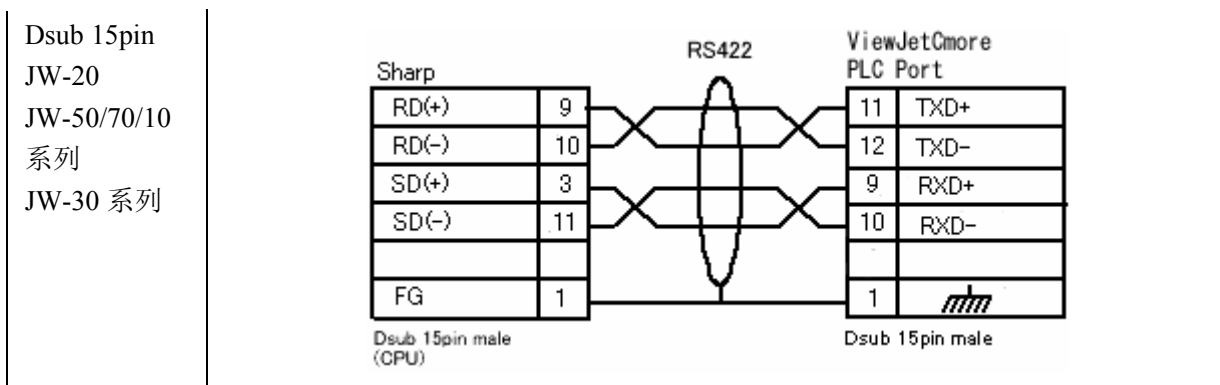 Dsub 15pin
JW-20
JW-50/70/10
系列
JW-30 系列
RS422
Sharp
ViewJetCmore
PLC Port
RD(+) 9 11 TXD+
RD(-) 10 12 TXD-
SD(+) 3 9 RXD+
SD(-) 11 10 RXD-
FG 1 1
Dsub 15pin male
(CPU)
Dsub 15pin male